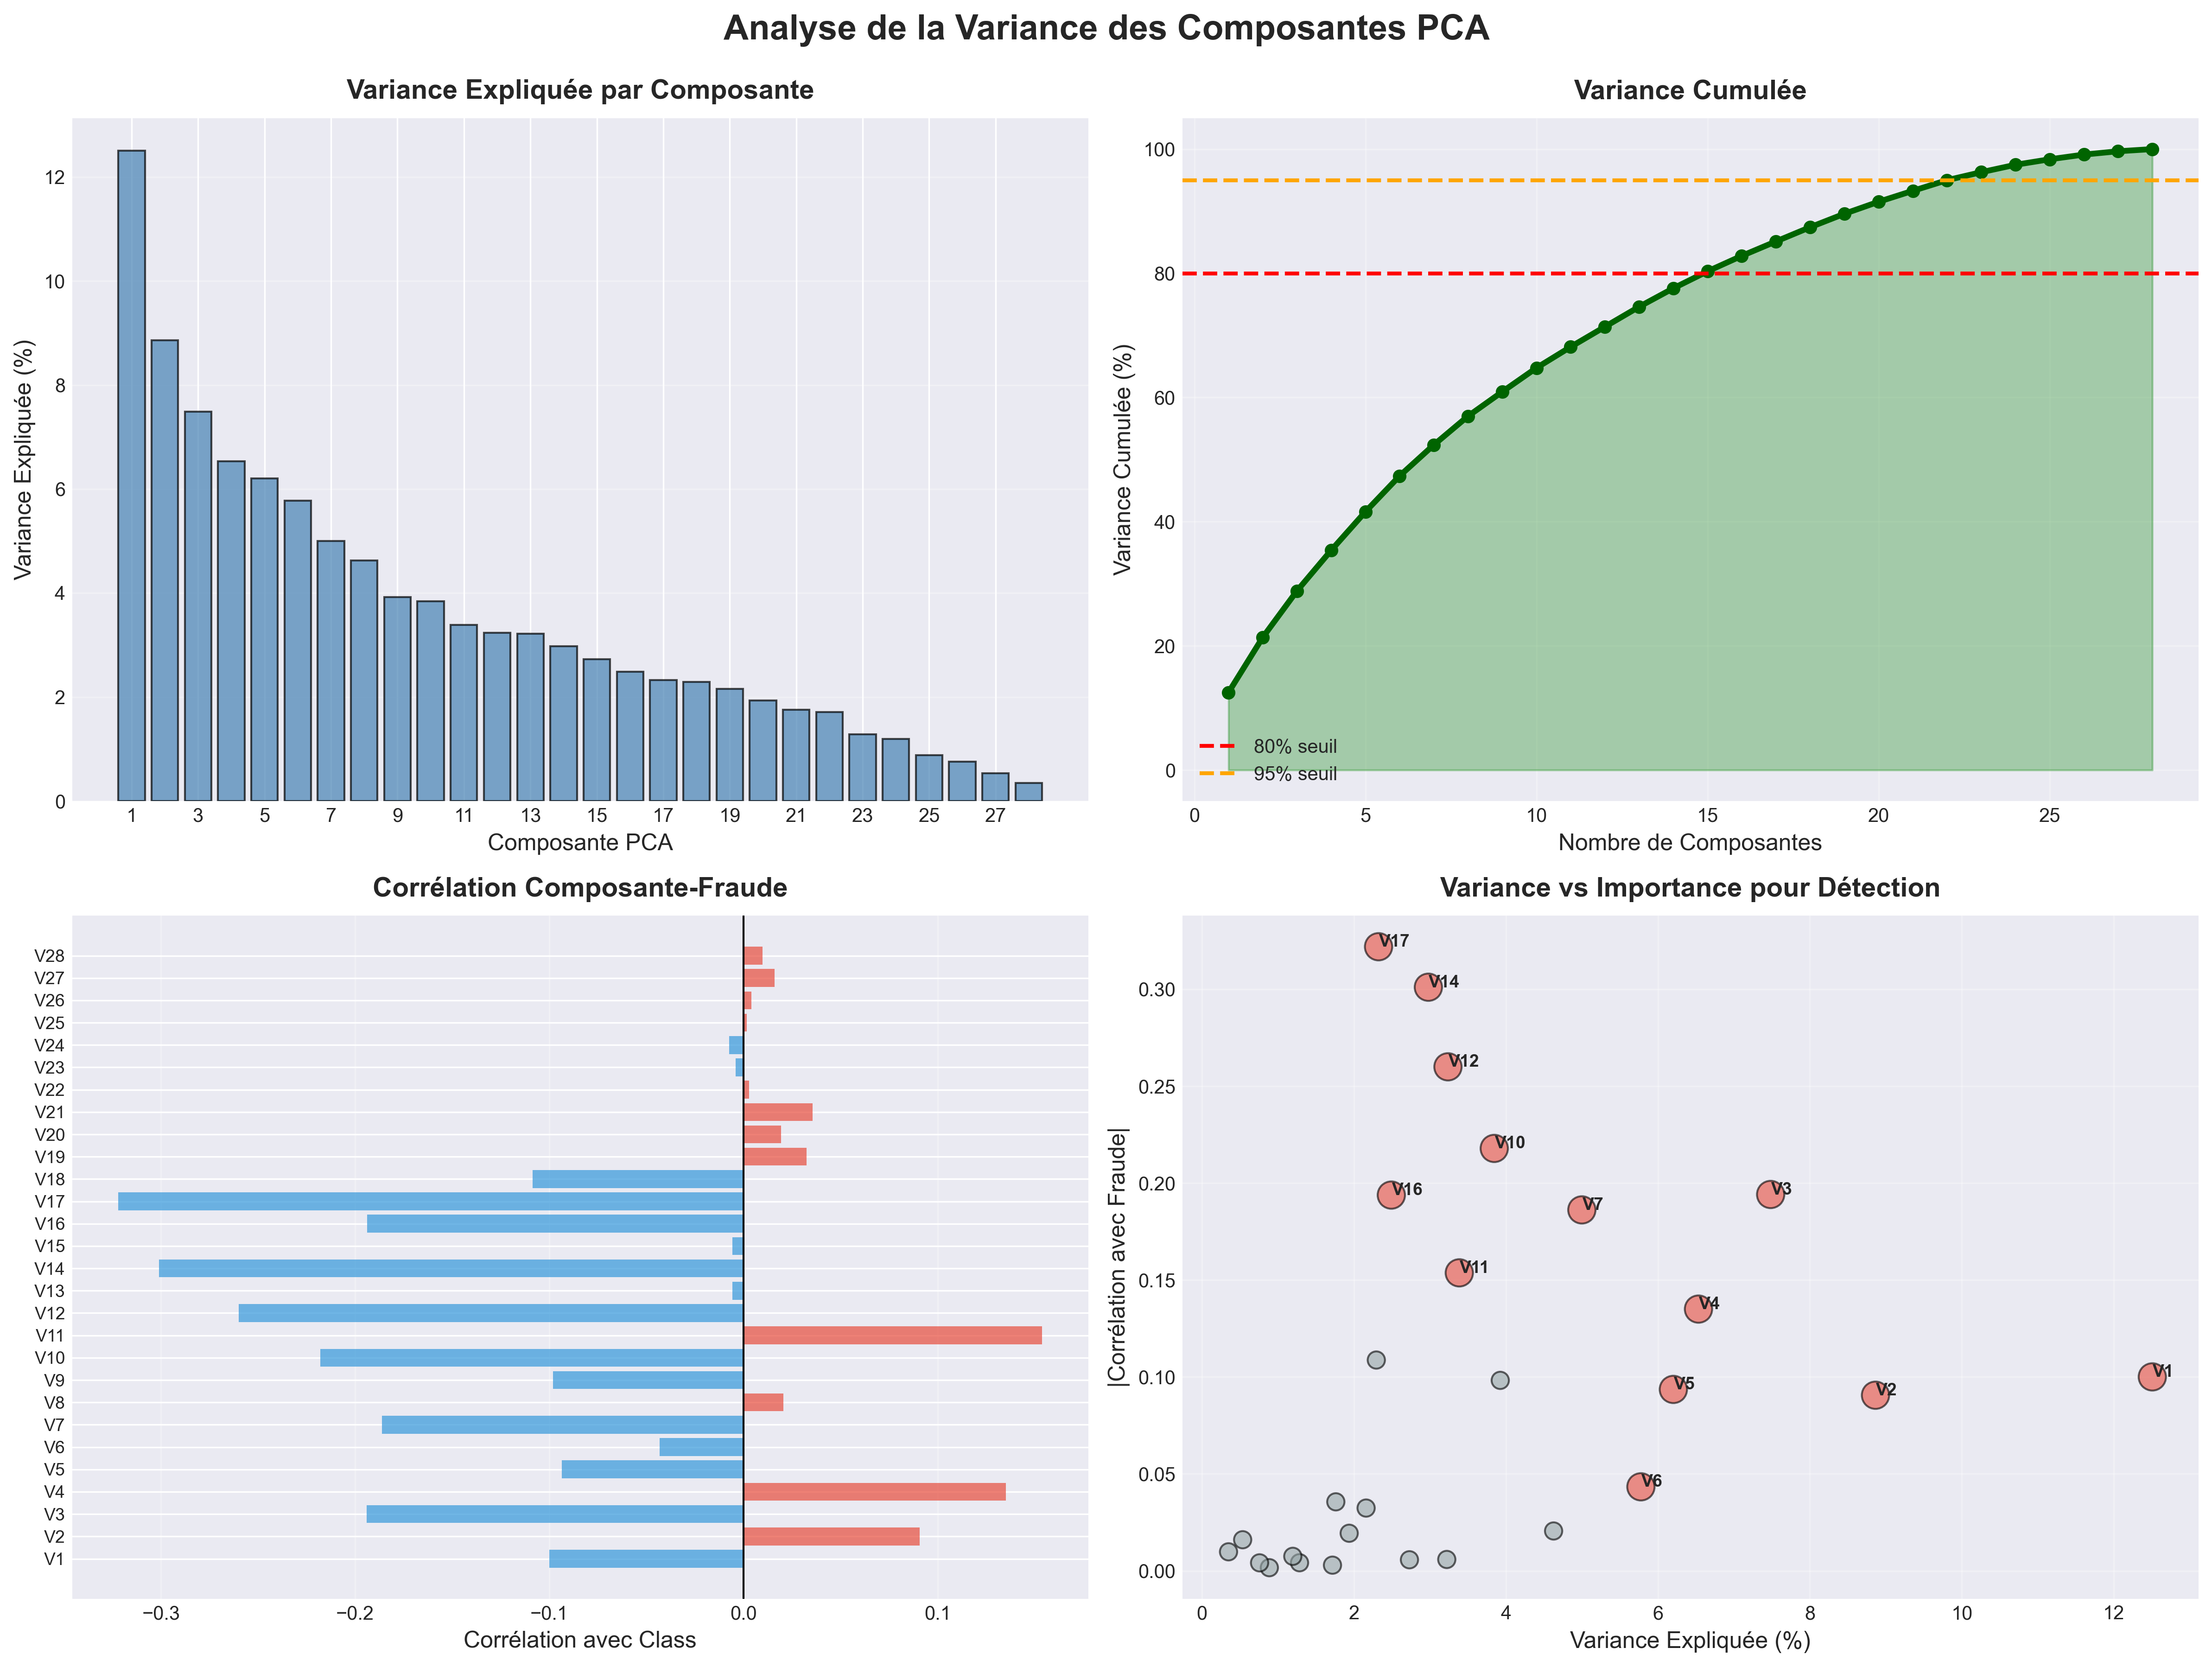 Analyse de la Variance des Composantes PCA
Variance Expliquée par Composante
Variance Expliquée (%)
12
10
8
6
4
2
0
1 3 5 7 9 11 13 15 17 19 21 23 25 27
Composante PCA
Variance Cumulée
Variance Cumulée (%)
100
80
60
40
20
0
80% seuil
95% seuil
0 5 10 15 20 25
Nombre de Composantes
Corrélation Composante-Fraude
V28
V27
V26
V25
V24
V23
V22
V21
V20
V19
V18
V17
V16
V15
V14
V13
V12
V11
V10
V9
V8
V7
V6
V5
V4
V3
V2
V1
−0.3 −0.2 −0.1 0.0 0.1
Corrélation avec Class
Variance vs Importance pour Détection
|Corrélation avec Fraude|
0.30
0.25
0.20
0.15
0.10
0.05
0.00
V17
V14
V12
V10
V16
V7
V3
V11
V4
V5
V2
V1
V6
0 2 4 6 8 10 12
Variance Expliquée (%)